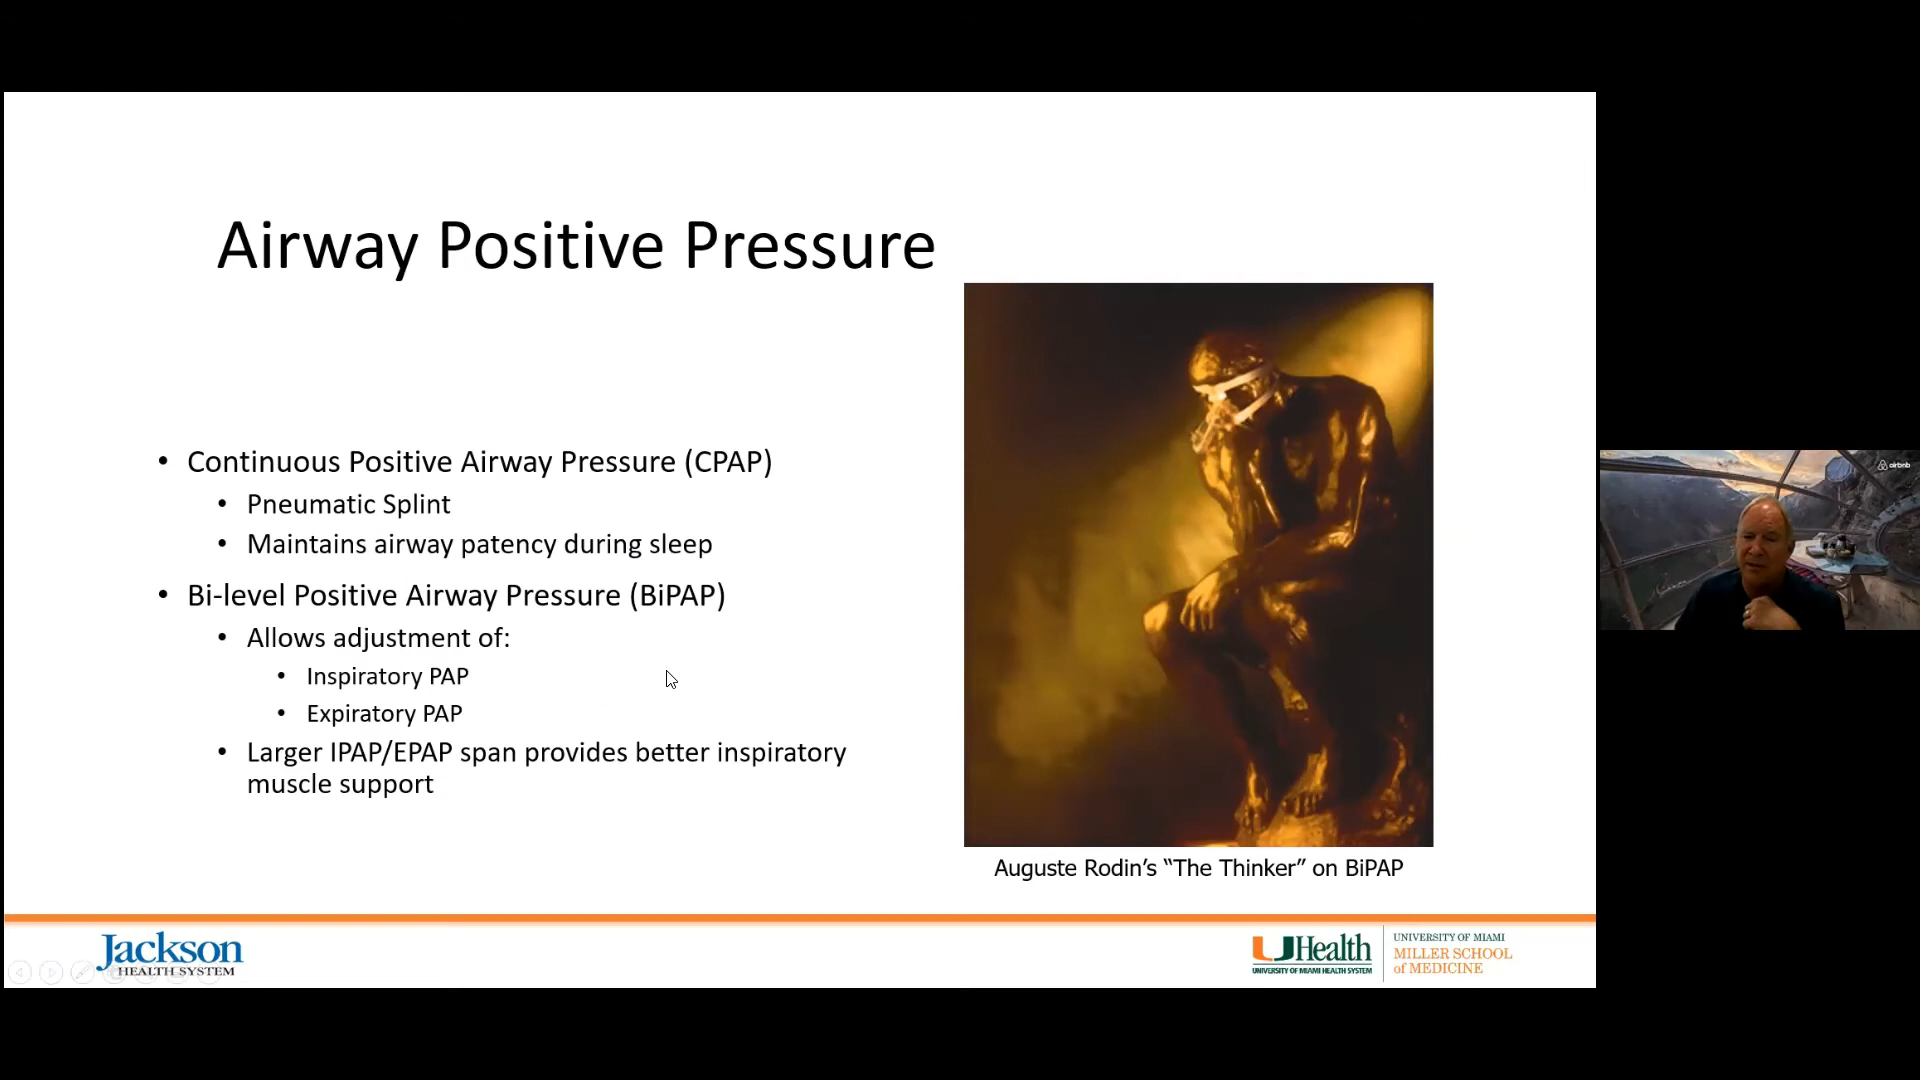 Airway Positive Pressure
• Continuous Positive Airway Pressure (CPAP)
• Pneumatic Splint
• Maintains airway patency during sleep
• Bi-level Positive Airway Pressure (BiPAP)
• Allows adjustment of:
• Inspiratory PAP
• Expiratory PAP
• Larger IPAP/EPAP span provides better inspiratory
muscle support
Auguste Rodin’s “The Thinker” on BiPAP
airbnb
Jackson
HEALTH SYSTEM
UHealth
UNIVERSITY OF MIAMI HEALTH SYSTEM
UNIVERSITY OF MIAMI
MILLER SCHOOL
of MEDICINE